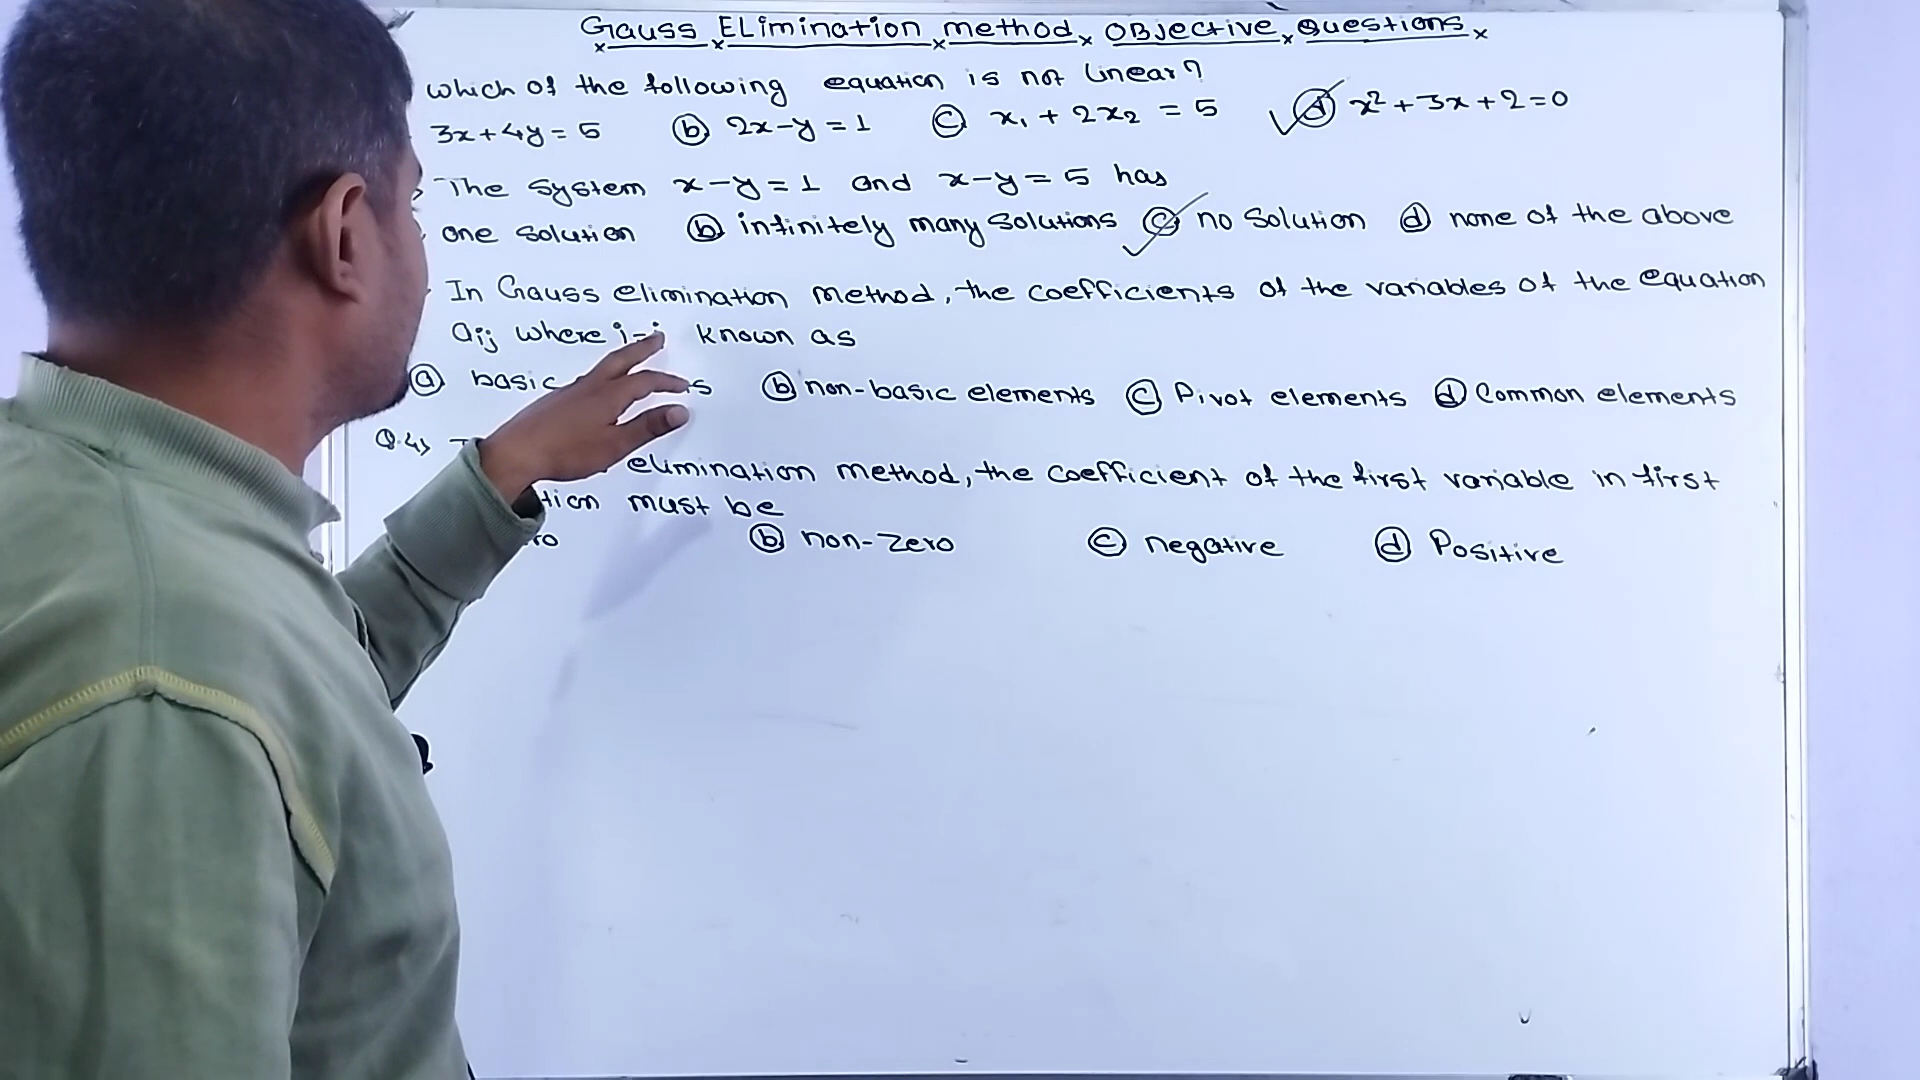 Gauss Elimination method Objective Questions
which of the following equation is not linear?
3x+4y=5 (b) 2x-y=1 (c) x₁+2x₂=5 (d) x²+3x+2=0
The system x-y=1 and x-y=5 has
one solution (b) infinitely many solutions (c) no solution (d) none of the above
In Gauss elimination method, the coefficients of the variables of the equation
aij where known as
(a) basic (b) non-basic elements (c) Pivot elements (d) Common elements
Q.4)
elimination method, the coefficient of the first variable in first
must be
(b) non-zero (c) negative (d) Positive